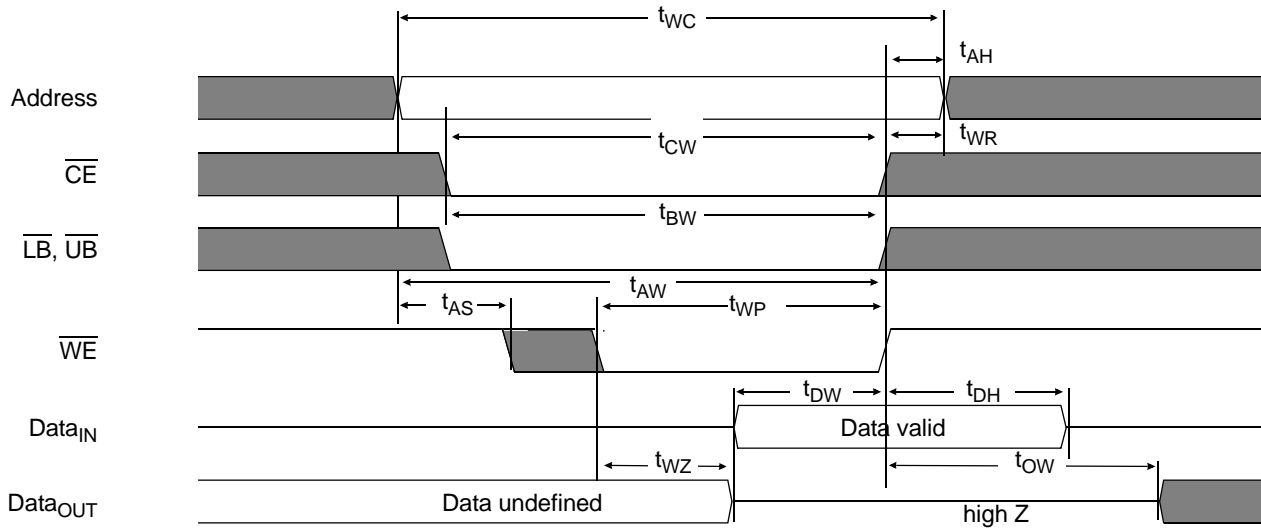 tWC
tAH
Address
tCW
tWR
CE
tBW
LB, UB
tAW
tAS
tWP
WE
tDW
tDH
DataIN
Data valid
tWZ
tOW
DataOUT
Data undefined
high Z